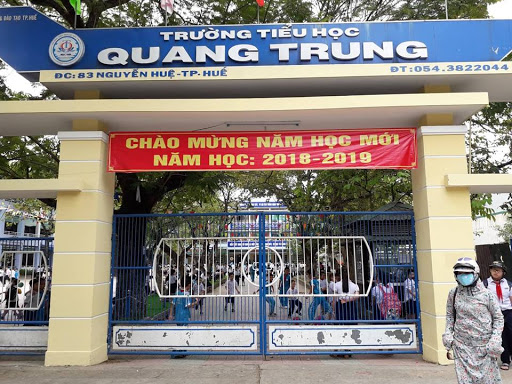 TRƯỜNG TIỂU HỌC
QUANG TRUNG
ĐC: 83 NGUYỄN HUỆ-TP-HUẾ
ĐT: 054.3822044
CHÀO MỪNG NĂM HỌC MỚI
NĂM HỌC: 2018-2019